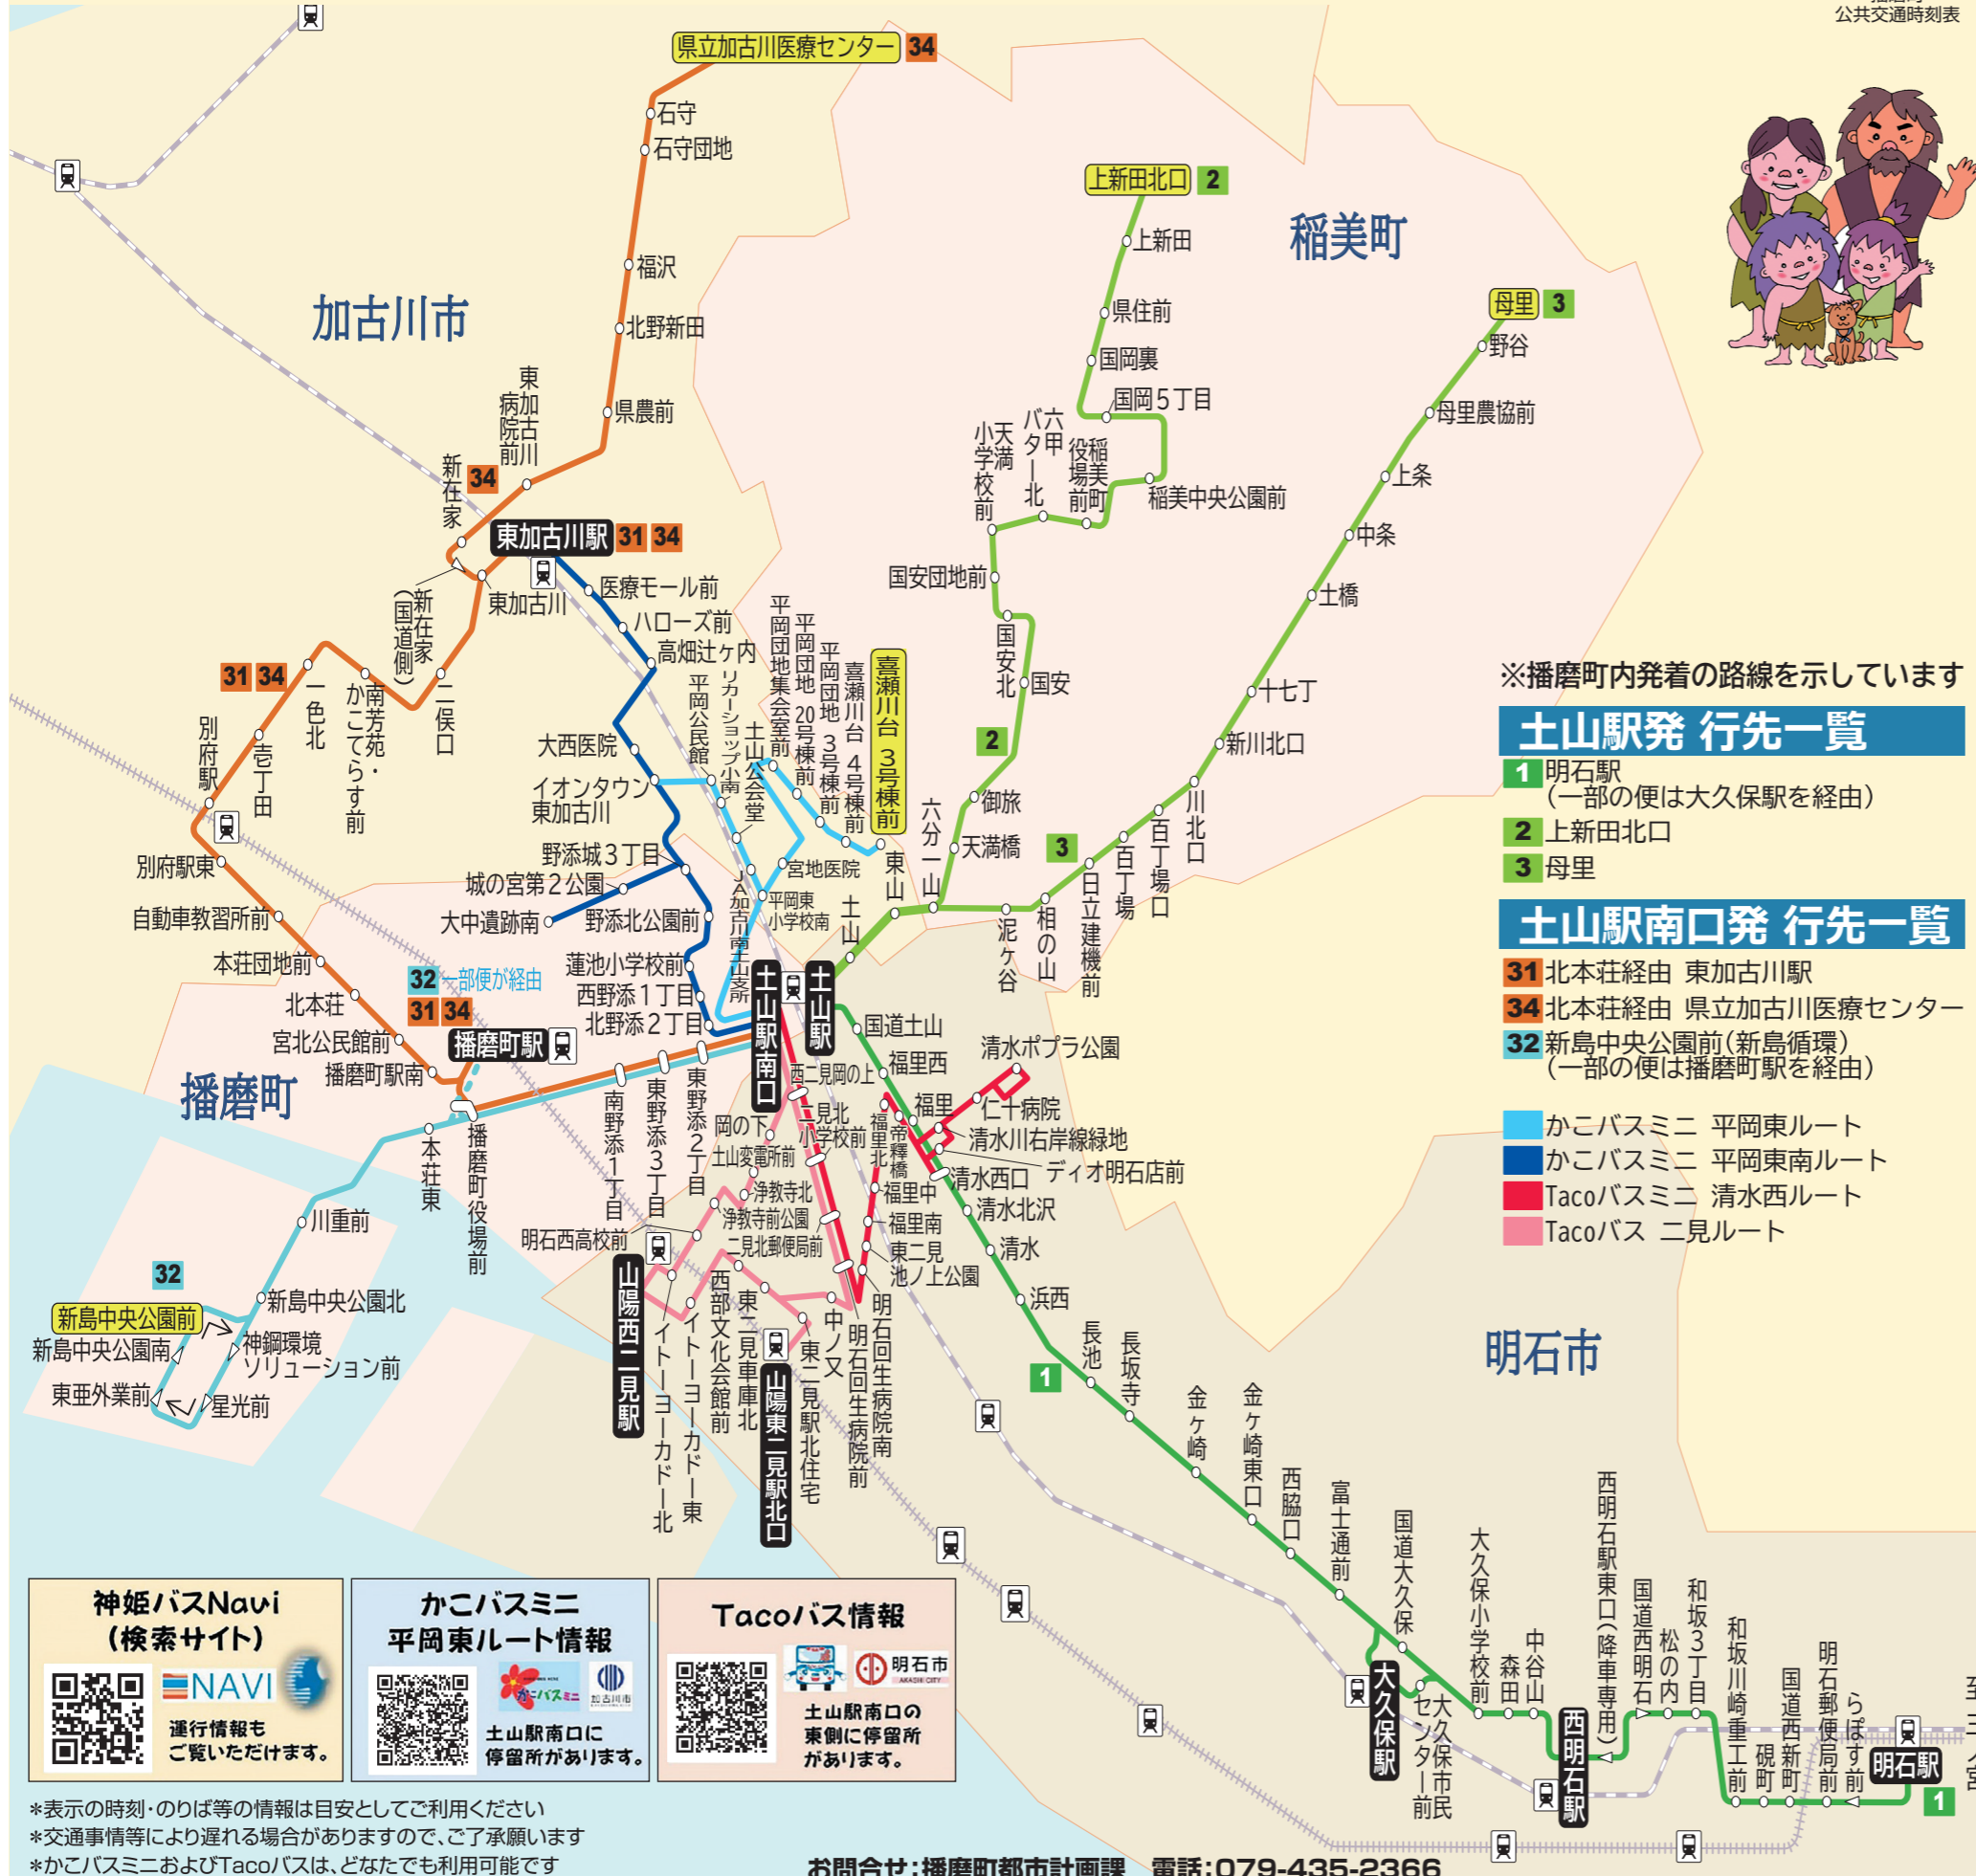 公共交通時刻表
県立加古川医療センター 34
石守
石守団地
福沢
北野新田
県農前
東加古川病院前
新在家
34
東加古川駅 31 34
東加古川
新在家(国道側)
二俣口
南芳苑・かこてらす前
一色北
31 34
壱丁田
別府駅
別府駅東
自動車教習所前
本荘団地前
北本荘
宮北公民館前
播磨町駅南
32 一部便が経由
31 34
播磨町駅
加古川市
稲美町
播磨町
明石市
上新田北口 2
上新田
県住前
国岡裏
国岡5丁目
稲美中央公園前
稲美町役場前
六甲バター北
天満小学校前
国安団地前
国安北
国安
2
御旅
天満橋
六分一山
東山
土山
母里 3
野谷
母里農協前
上条
中条
土橋
十七丁
新川北口
川北口
百丁場口
百丁場
3
日立建機前
相の山
泥ヶ谷
医療モール前
ハローズ前
高畑辻ヶ内
大西医院
イオンタウン東加古川
野添城3丁目
城の宮第2公園
大中遺跡南
野添北公園前
蓮池小学校前
西野添1丁目
北野添2丁目
平岡公民館
リカーショップ小南
土山公会堂
平岡団地集会室前
平岡団地 20号棟前
平岡団地 3号棟前
喜瀬川台 4号棟前
喜瀬川台 3号棟前
宮地医院
平岡東小学校南
JA加古川南土山支所
土山駅南口
土山駅
東野添2丁目
東野添3丁目
南野添1丁目
播磨町役場前
本荘東
川重前
32
新島中央公園北
新島中央公園前
新島中央公園南
神鋼環境ソリューション前
東亜外業前
星光前
国道土山
福里西
福里
清水ポプラ公園
仁十病院
清水川右岸線緑地
ディオ明石店前
清水西口
清水北沢
清水
浜西
1
長池
長坂寺
金ヶ崎
金ヶ崎東口
西脇口
富士通前
国道大久保
大久保駅
大久保市民センター前
大久保小学校前
森田
中谷山
西明石駅
西明石駅東口(降車専用)
国道西明石
松の内
和坂3丁目
和坂川崎重工前
硯町
国道西新町
明石郵便局前
らぽす前
明石駅
1
至三ノ宮
西二見岡の上
二見北小学校前
福里北
帝釋橋
福里中
福里南
東二見池ノ上公園
明石回生病院南
明石回生病院前
岡の下
土山変電所前
浄教寺北
浄教寺前公園
二見北郵便局前
明石西高校前
山陽西二見駅
イトーヨーカドー北
イトーヨーカドー東
西部文化会館前
東二見車庫北
山陽東二見駅北口
東二見駅北住宅
中ノ又
※播磨町内発着の路線を示しています
土山駅発 行先一覧
1 明石駅
(一部の便は大久保駅を経由)
2 上新田北口
3 母里
土山駅南口発 行先一覧
31 北本荘経由 東加古川駅
34 北本荘経由 県立加古川医療センター
32 新島中央公園前(新島循環)
(一部の便は播磨町駅を経由)
かこバスミニ 平岡東ルート
かこバスミニ 平岡東南ルート
Tacoバスミニ 清水西ルート
Tacoバス 二見ルート
神姫バスNavi
(検索サイト)
NAVI
運行情報も
ご覧いただけます。
かこバスミニ
平岡東ルート情報
かこバスミニ
加古川市
土山駅南口に
停留所があります。
Tacoバス情報
明石市
AKASHI CITY
土山駅南口の
東側に停留所
があります。
*表示の時刻・のりば等の情報は目安としてご利用ください
*交通事情等により遅れる場合がありますので、ご了承願います
*かこバスミニおよびTacoバスは、どなたでも利用可能です
お問合せ:播磨町都市計画課 電話:079-435-2366